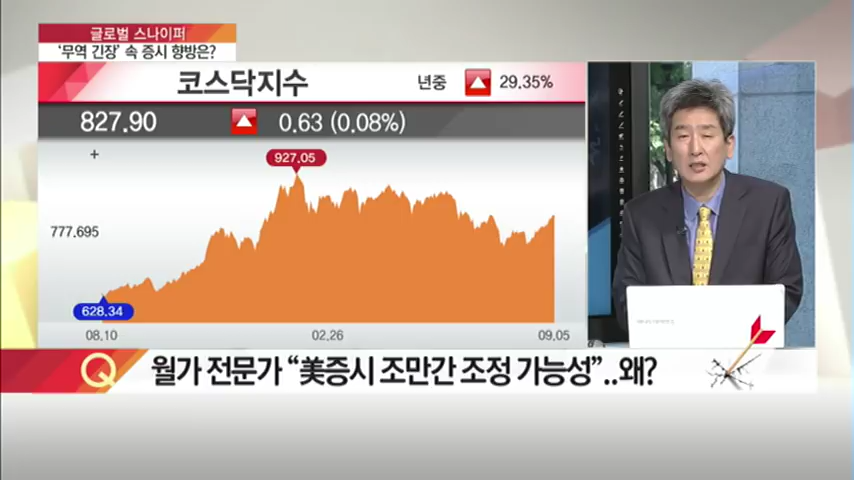 글로벌 스나이퍼
‘무역 긴장’ 속 증시 향방은?
코스닥지수
년중 ▲ 29.35%
827.90 ▲ 0.63 (0.08%)
927.05
777.695
628.34
08.10 02.26 09.05
Q 월가 전문가 “美증시 조만간 조정 가능성”..왜?